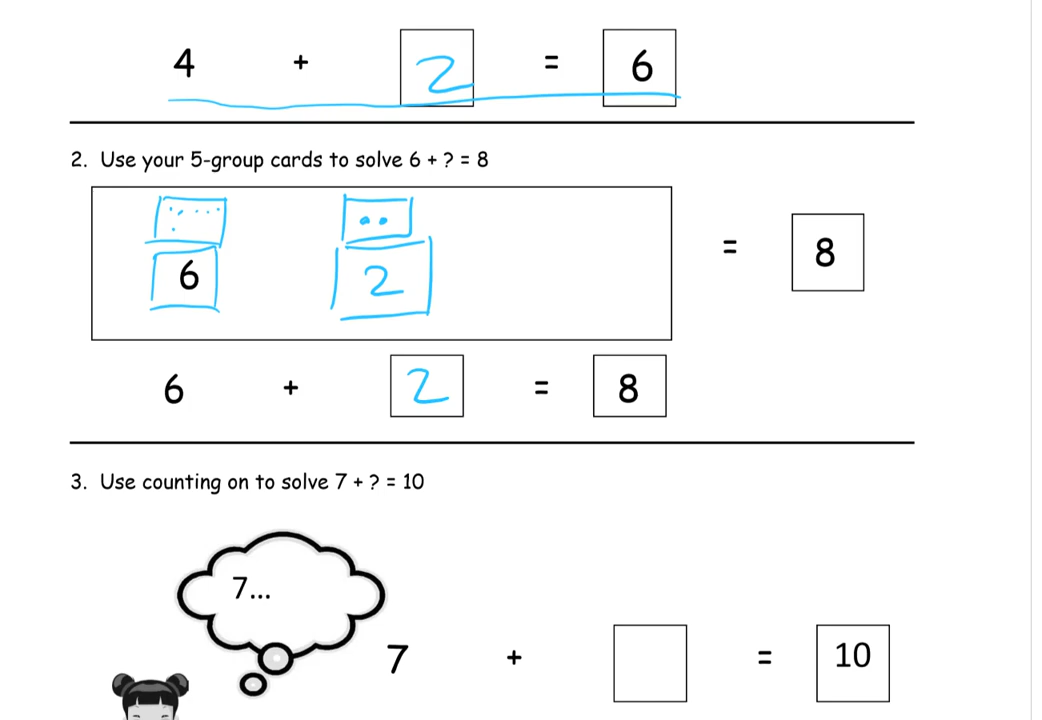 4 + 2 = 6
2. Use your 5-group cards to solve 6 + ? = 8
6 2 = 8
6 + 2 = 8
3. Use counting on to solve 7 + ? = 10
7...
7 + = 10